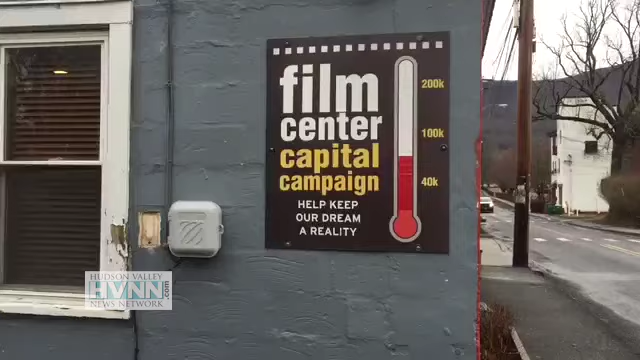 film
center
capital
campaign
HELP KEEP
OUR DREAM
A REALITY
200k
100k
40k
HUDSON VALLEY
HVNN.com
NEWS NETWORK